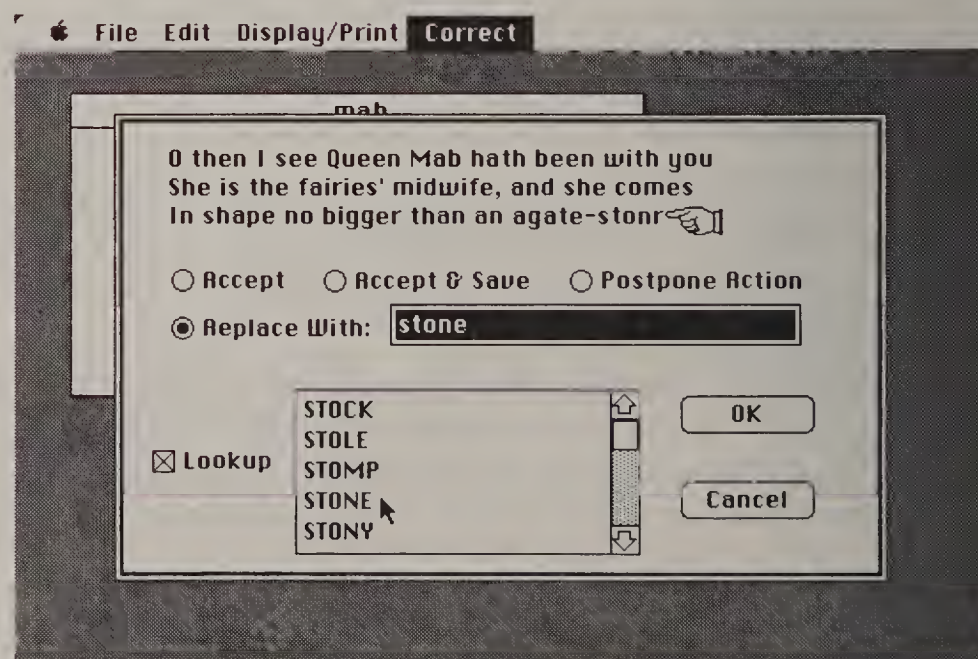 File Edit Display/Print Correct
mab
O then I see Queen Mab hath been with you
She is the fairies' midwife, and she comes
In shape no bigger than an agate-stonr
Accept Accept & Save Postpone Action
Replace With: stone
STOCK
STOLE
STOMP
STONE
STONY
Lookup
OK
Cancel